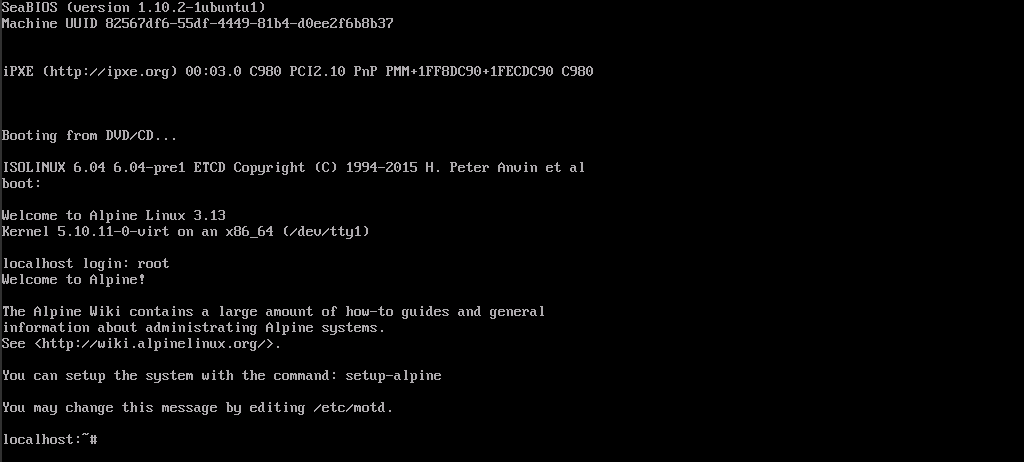 SeaBIOS (version 1.10.2-1ubuntu1)
Machine UUID 82567df6-55df-4449-81b4-d0ee2f6b8b37
iPXE (http://ipxe.org) 00:03.0 C980 PCI2.10 PnP PMM+1FF8DC90+1FECDC90 C980
Booting from DVD/CD...
ISOLINUX 6.04 6.04-pre1 ETCD Copyright (C) 1994-2015 H. Peter Anvin et al
boot:
Welcome to Alpine Linux 3.13
Kernel 5.10.11-0-virt on an x86_64 (/dev/tty1)
localhost login: root
Welcome to Alpine!
The Alpine Wiki contains a large amount of how-to guides and general
information about administrating Alpine systems.
See <http://wiki.alpinelinux.org/>.
You can setup the system with the command: setup-alpine
You may change this message by editing /etc/motd.
localhost:~#